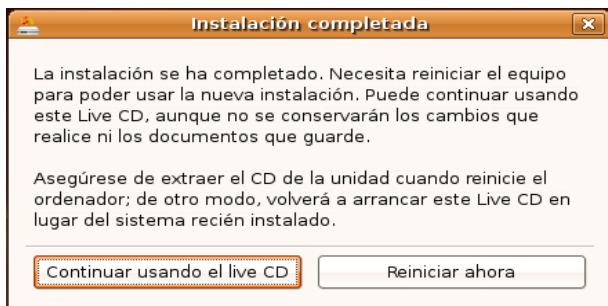 Instalación completada
La instalación se ha completado. Necesita reiniciar el equipo
para poder usar la nueva instalación. Puede continuar usando
este Live CD, aunque no se conservarán los cambios que
realice ni los documentos que guarde.
Asegúrese de extraer el CD de la unidad cuando reinicie el
ordenador; de otro modo, volverá a arrancar este Live CD en
lugar del sistema recién instalado.
Continuar usando el live CD
Reiniciar ahora